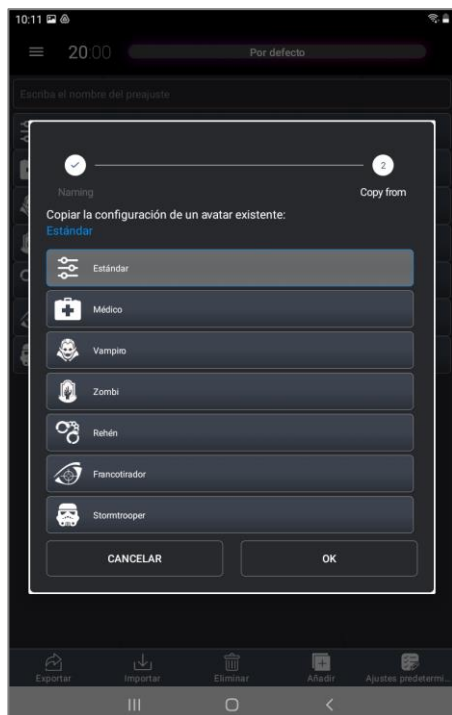 10:11
20:00
Por defecto
Escriba el nombre del preajuste
2
Naming
Copy from
Copiar la configuración de un avatar existente:
Estándar
Estándar
Médico
Vampiro
Zombi
Rehén
Francotirador
Stormtrooper
CANCELAR
OK
Exportar
Importar
Eliminar
Añadir
Ajustes predetermi...